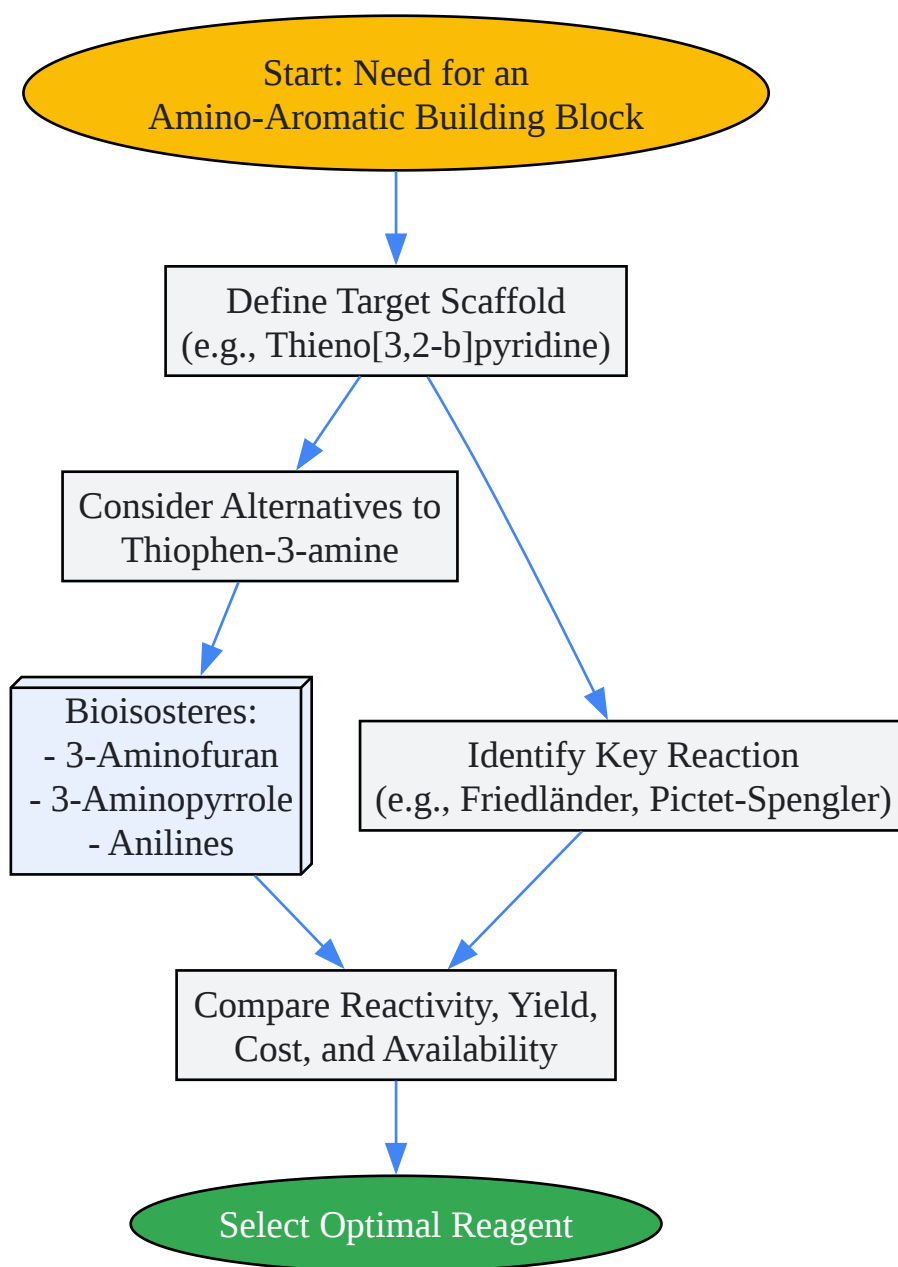 Start: Need for an
Amino-Aromatic Building Block
Define Target Scaffold
(e.g., Thieno[3,2-b]pyridine)
Consider Alternatives to
Thiophen-3-amine
Bioisosteres:
- 3-Aminofuran
- 3-Aminopyrrole
- Anilines
Identify Key Reaction
(e.g., Friedländer, Pictet-Spengler)
Compare Reactivity, Yield,
Cost, and Availability
Select Optimal Reagent